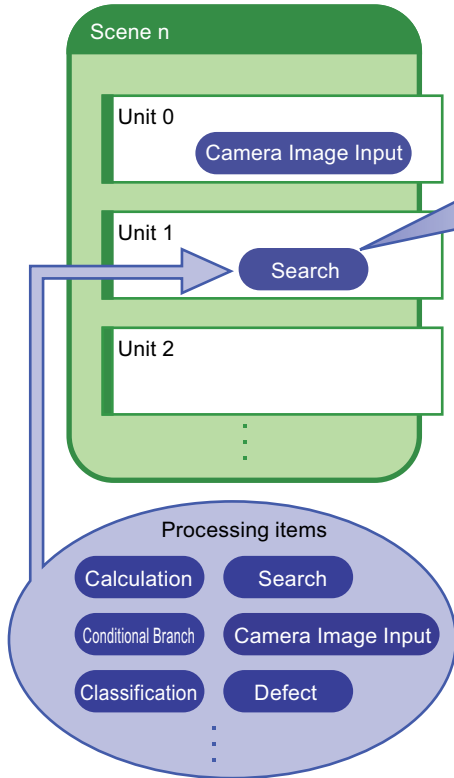 Scene n
Unit 0
Camera Image Input
Unit 1
Search
Unit 2
Processing items
Calculation Search
Conditional Branch Camera Image Input
Classification Defect